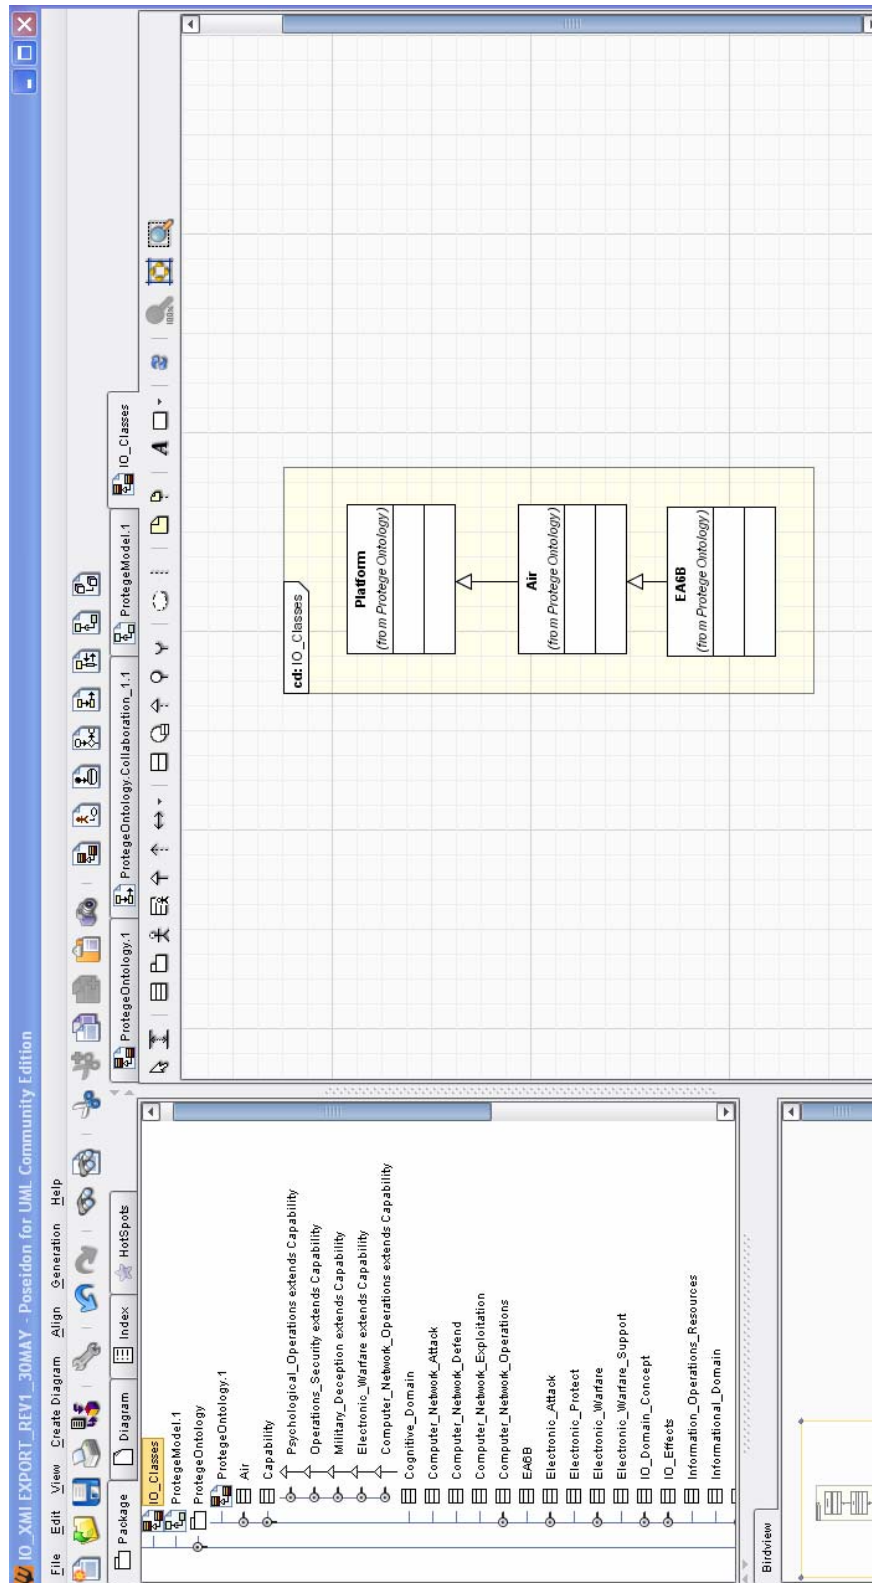 IO_XMI EXPORT_REV1_30MAY - Poseidon for UML Community Edition
File Edit View Create Diagram Align Generation Help
Package Diagram Index HotSpots
ProtegeOntology.1 ProtegeOntology.Collaboration_1.1 ProtegeModel.1 IO_Classes
100%
IO_Classes
ProtegeModel.1
ProtegeOntology
ProtegeOntology.1
Air
Capability
Psychological_Operations extends Capability
Operations_Security extends Capability
Military_Deception extends Capability
Electronic_Warfare extends Capability
Computer_Network_Operations extends Capability
Cognitive_Domain
Computer_Network_Attack
Computer_Network_Defend
Computer_Network_Exploitation
Computer_Network_Operations
EA6B
Electronic_Attack
Electronic_Protect
Electronic_Warfare
Electronic_Warfare_Support
IO_Domain_Concept
IO_Effects
Information_Operations_Resources
Informational_Domain
Birdview
cd: IO_Classes
Platform
(from Protege Ontology)
Air
(from Protege Ontology)
EA6B
(from Protege Ontology)